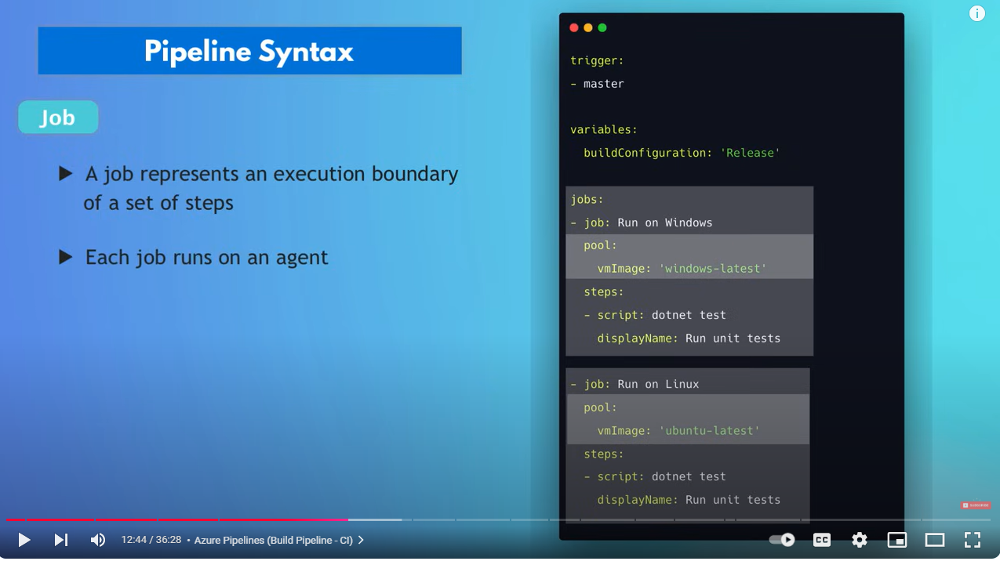 Pipeline Syntax
Job
▶ A job represents an execution boundary
of a set of steps
▶ Each job runs on an agent
trigger:
- master
variables:
  buildConfiguration: 'Release'
jobs:
- job: Run on Windows
  pool:
    vmImage: 'windows-latest'
  steps:
  - script: dotnet test
    displayName: Run unit tests
- job: Run on Linux
  pool:
    vmImage: 'ubuntu-latest'
  steps:
  - script: dotnet test
    displayName: Run unit tests
SUBSCRIBE
12:44 / 36:28 • Azure Pipelines (Build Pipeline - CI) >
CC